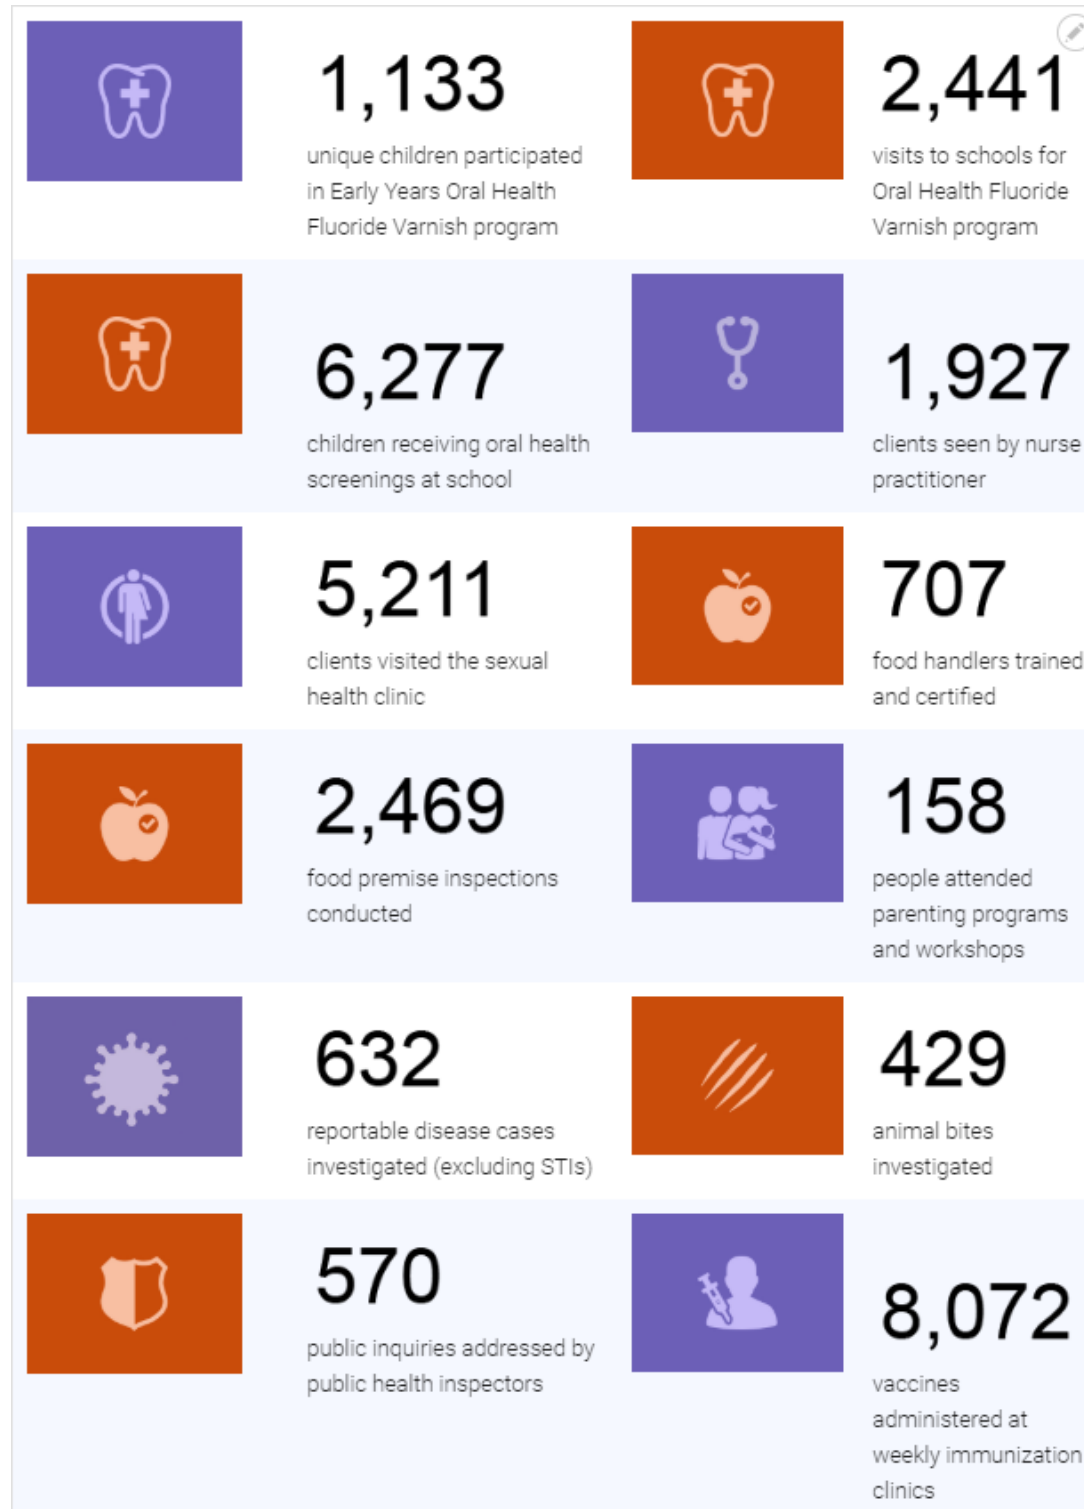 1,133
unique children participated
in Early Years Oral Health
Fluoride Varnish program
2,441
visits to schools for
Oral Health Fluoride
Varnish program
6,277
children receiving oral health
screenings at school
1,927
clients seen by nurse
practitioner
5,211
clients visited the sexual
health clinic
707
food handlers trained
and certified
2,469
food premise inspections
conducted
158
people attended
parenting programs
and workshops
632
reportable disease cases
investigated (excluding STIs)
429
animal bites
investigated
570
public inquiries addressed by
public health inspectors
8,072
vaccines
administered at
weekly immunization
clinics